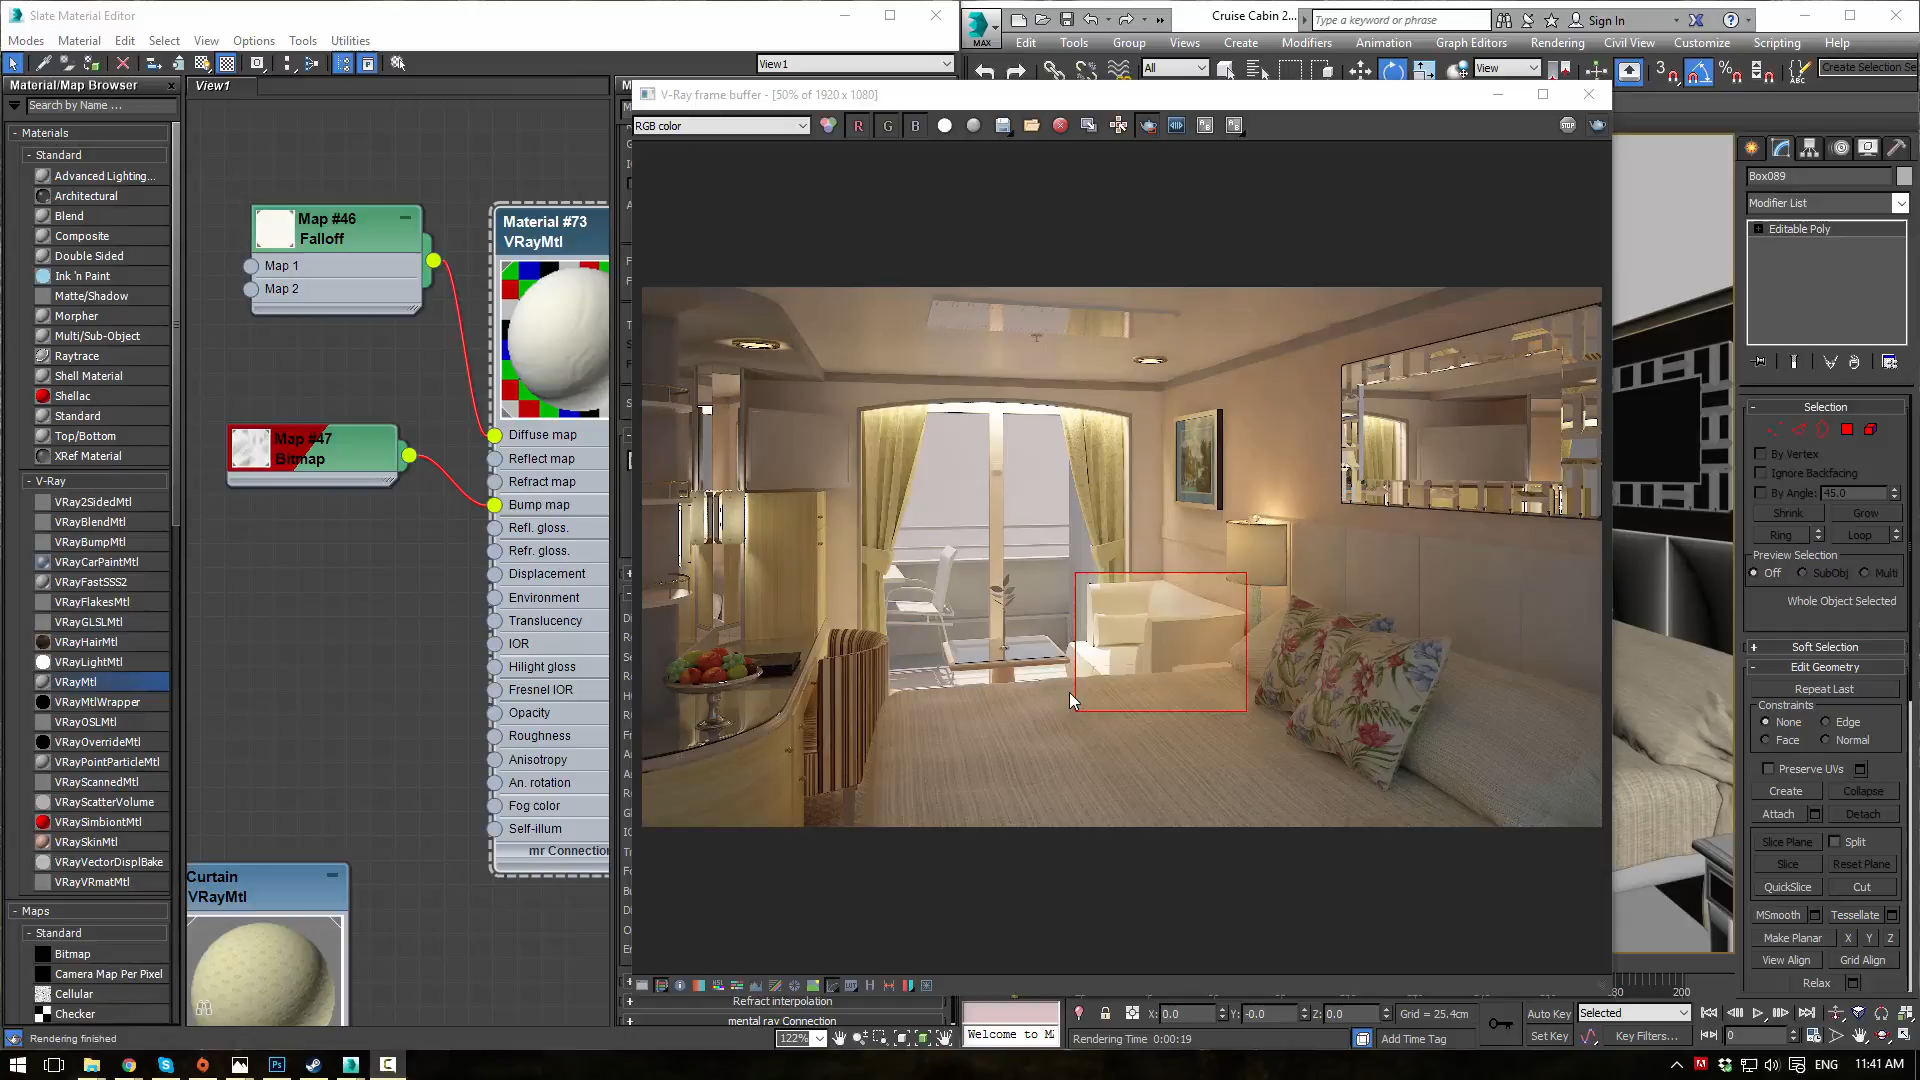 Slate Material Editor
Modes Material Edit Select View Options Tools Utilities
View1
Material/Map Browser
View1
Search by Name ...
- Materials
- Standard
Advanced Lighting...
Architectural
Blend
Composite
Double Sided
Ink 'n Paint
Matte/Shadow
Morpher
Multi/Sub-Object
Raytrace
Shell Material
Shellac
Standard
Top/Bottom
XRef Material
- V-Ray
VRay2SidedMtl
VRayBlendMtl
VRayBumpMtl
VRayCarPaintMtl
VRayFastSSS2
VRayFlakesMtl
VRayGLSLMtl
VRayHairMtl
VRayLightMtl
VRayMtl
VRayMtlWrapper
VRayOSLMtl
VRayOverrideMtl
VRayPointParticleMtl
VRayScannedMtl
VRayScatterVolume
VRaySimbiontMtl
VRaySkinMtl
VRayVectorDisplBake
VRayVRmatMtl
- Maps
- Standard
Bitmap
Camera Map Per Pixel
Cellular
Checker
Rendering finished
Map #46
Falloff
Map 1
Map 2
Map #47
Bitmap
Material #73
VRayMtl
Diffuse map
Reflect map
Refract map
Bump map
Refl. gloss.
Refr. gloss.
Displacement
Environment
Translucency
IOR
Hilight gloss
Fresnel IOR
Opacity
Roughness
Anisotropy
An. rotation
Fog color
Self-illum
mr Connection
Curtain
VRayMtl
Refract interpolation
mental ray Connection
122%
MAX
Cruise Cabin 2...
Type a keyword or phrase
Sign In
Edit Tools Group Views Create Modifiers Animation Graph Editors Rendering Civil View Customize Scripting Help
All
View
Create Selection Se
V-Ray frame buffer - [50% of 1920 x 1080]
RGB color
R G B
STOP
Box089
Modifier List
Editable Poly
- Selection
By Vertex
Ignore Backfacing
By Angle: 45.0
Shrink Grow
Ring Loop
Preview Selection
Off SubObj Multi
Whole Object Selected
+ Soft Selection
- Edit Geometry
Repeat Last
Constraints
None Edge
Face Normal
Preserve UVs
Create Collapse
Attach Detach
Slice Plane Split
Slice Reset Plane
QuickSlice Cut
MSmooth Tessellate
Make Planar X Y Z
View Align Grid Align
Relax
200
Welcome to M
X: 0.0 Y: -0.0 Z: 0.0 Grid = 25.4cm
Rendering Time 0:00:19
Add Time Tag
Auto Key Selected
Set Key Key Filters...
0
ENG 11:41 AM